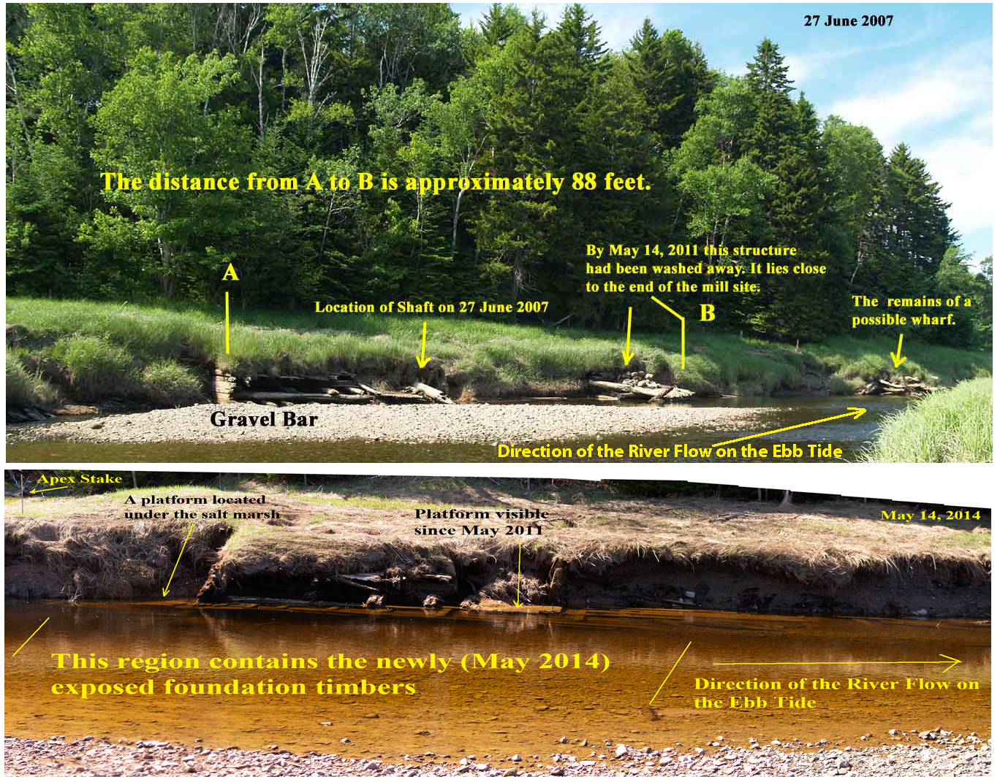 27 June 2007
The distance from A to B is approximately 88 feet.
By May 14, 2011 this structure
had been washed away. It lies close
to the end of the mill site.
A
Location of Shaft on 27 June 2007
B
The remains of a
possible wharf.
Gravel Bar
Direction of the River Flow on the Ebb Tide
Apex Stake
A platform located
under the salt marsh
Platform visible
since May 2011
May 14, 2014
This region contains the newly (May 2014)
exposed foundation timbers
Direction of the River Flow on
the Ebb Tide